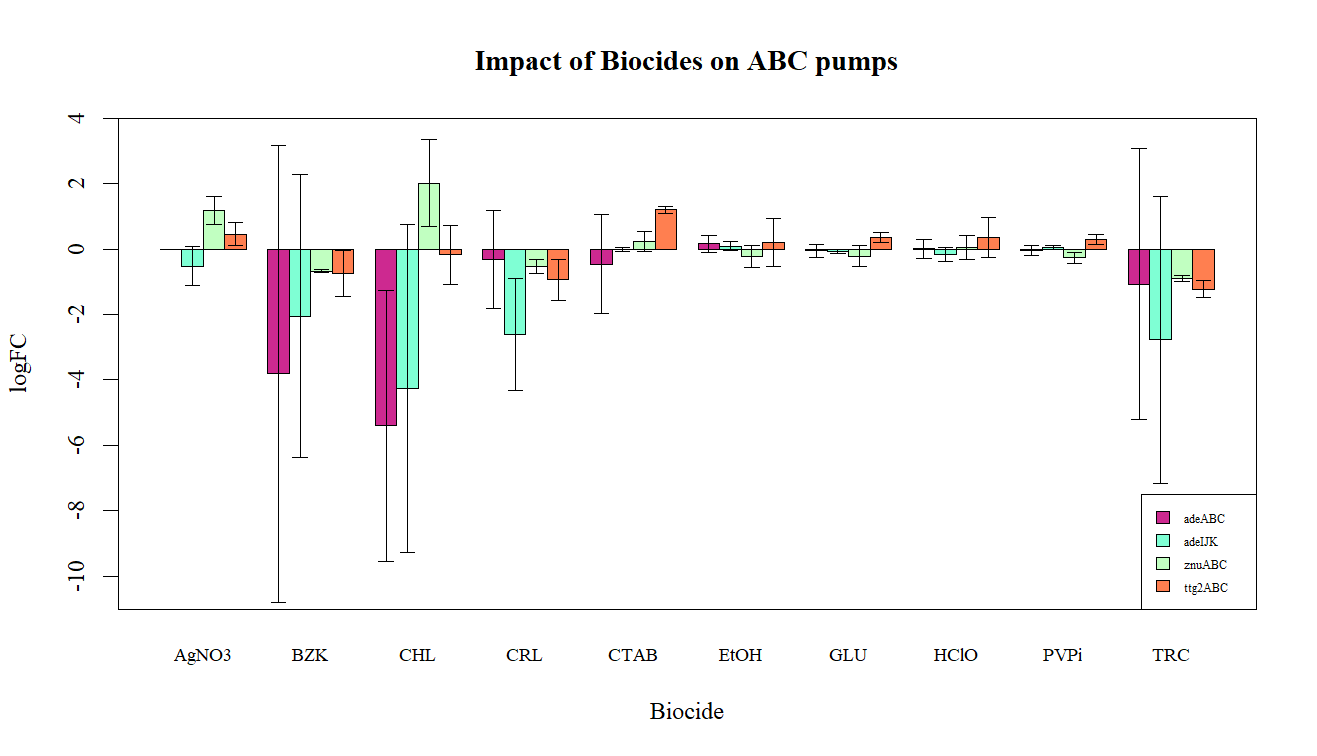 Impact of Biocides on ABC pumps
4
2
0
-2
-4
-6
-8
-10
logFC
adeABC
adeIJK
znuABC
ttg2ABC
AgNO3 BZK CHL CRL CTAB EtOH GLU HClO PVPi TRC
Biocide